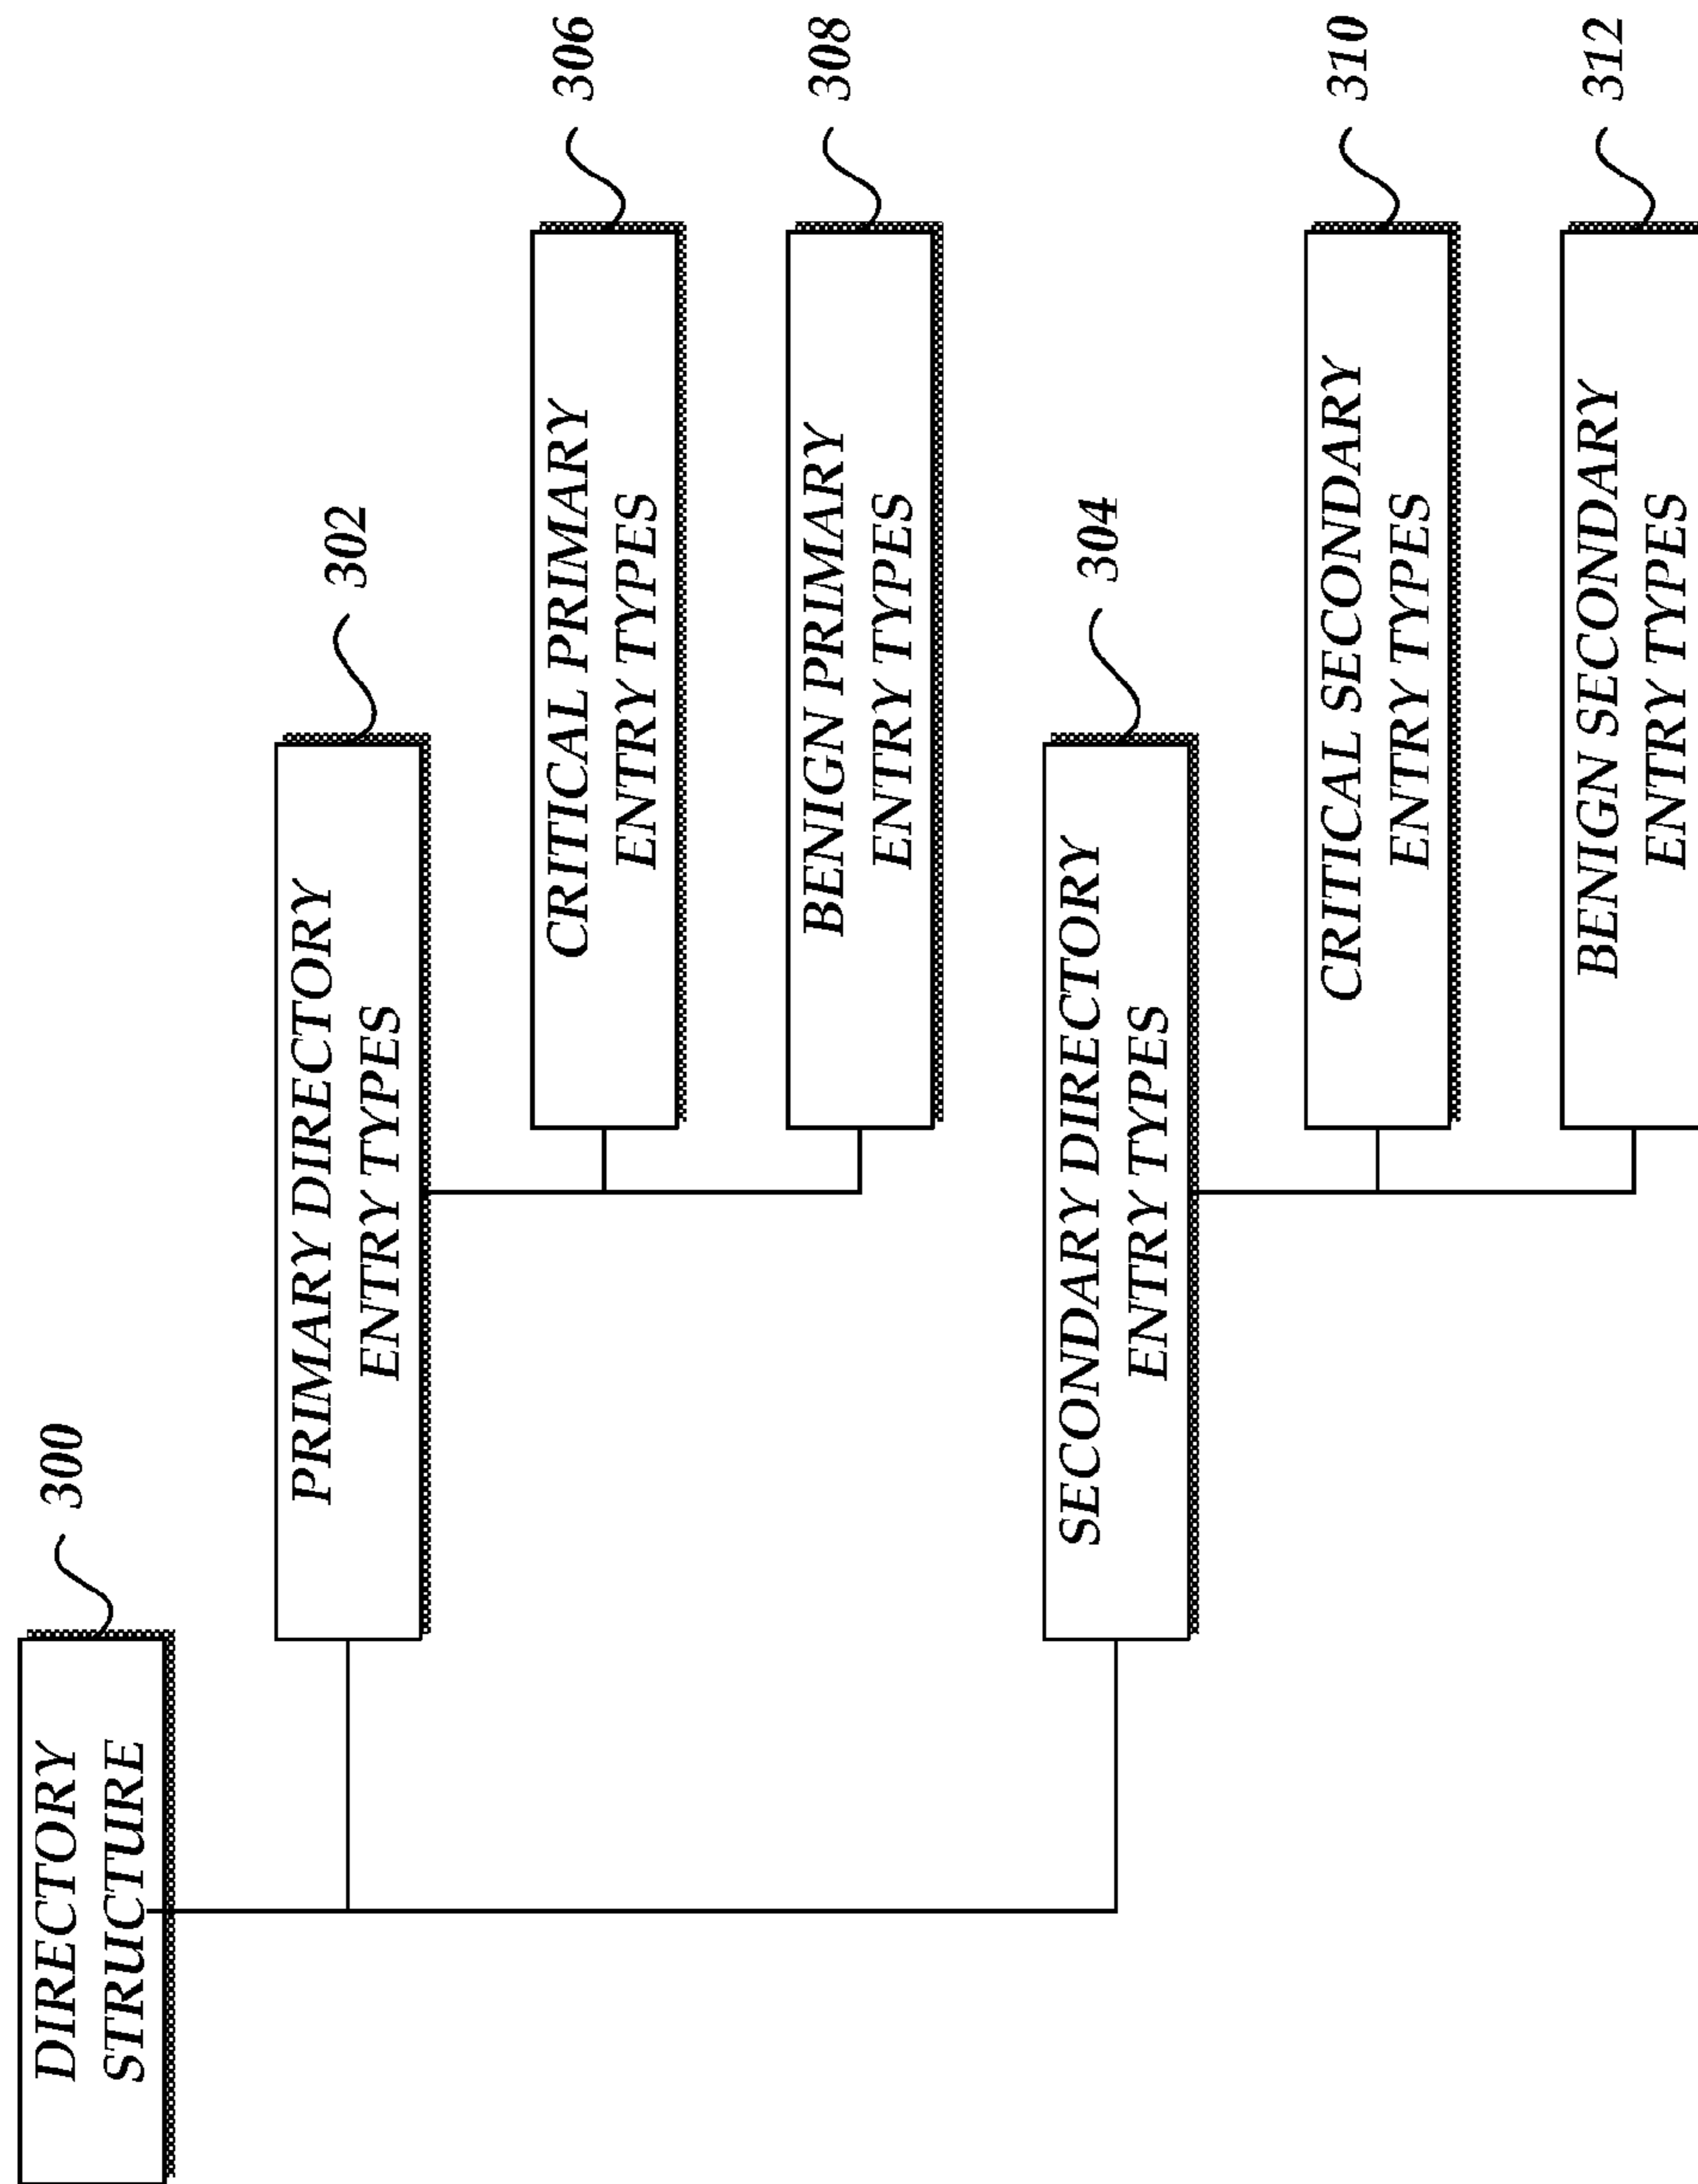 DIRECTORY
STRUCTURE
300
PRIMARY DIRECTORY
ENTRY TYPES
302
CRITICAL PRIMARY
ENTRY TYPES
306
BENIGN PRIMARY
ENTRY TYPES
308
SECONDARY DIRECTORY
ENTRY TYPES
304
CRITICAL SECONDARY
ENTRY TYPES
310
BENIGN SECONDARY
ENTRY TYPES
312